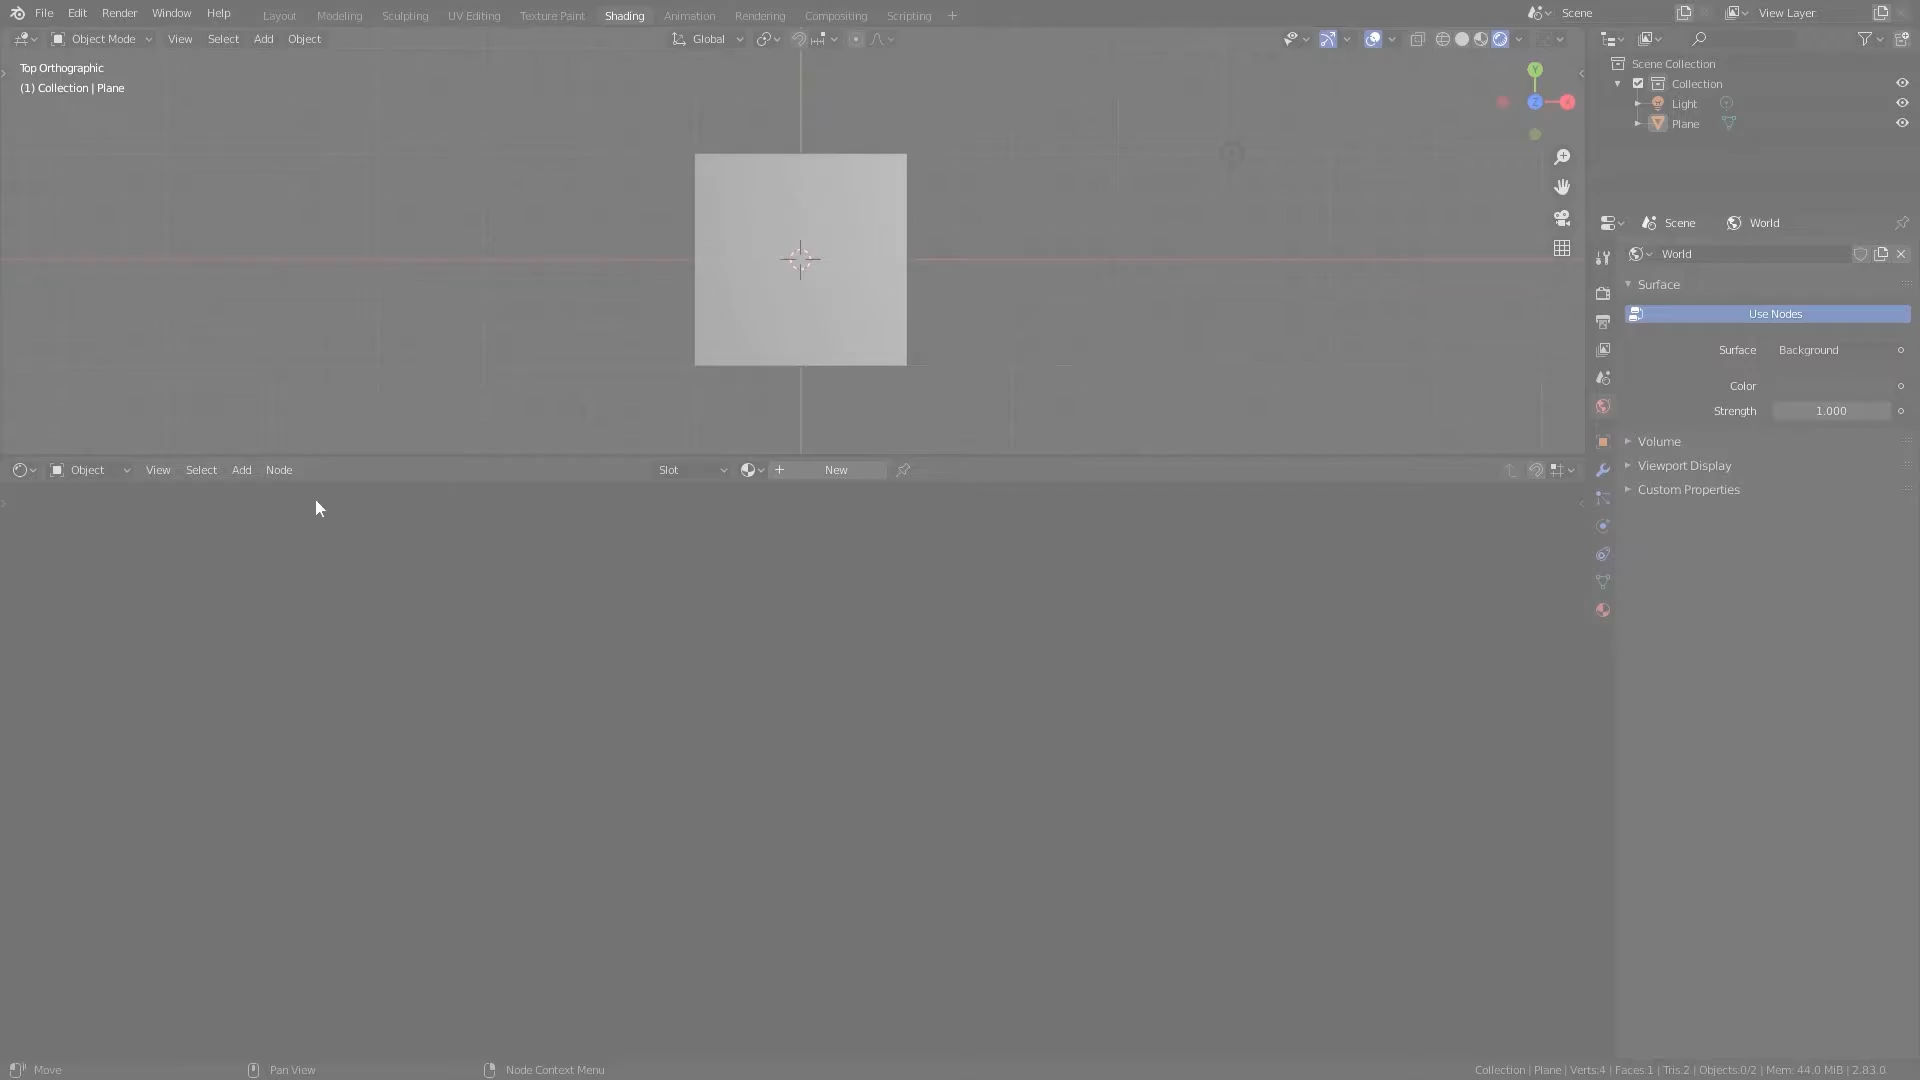 File Edit Render Window Help Layout Modeling Sculpting UV Editing Texture Paint Shading Animation Rendering Compositing Scripting + Scene View Layer
Object Mode View Select Add Object Global
Top Orthographic
(1) Collection | Plane
Y
Z X
Scene Collection
Collection
Light
Plane
Scene World
World
Surface
Use Nodes
Surface Background
Color
Strength 1.000
Volume
Viewport Display
Custom Properties
Object View Select Add Node Slot + New
Move Pan View Node Context Menu Collection | Plane | Verts:4 | Faces:1 | Tris:2 | Objects:0/2 | Mem: 44.0 MiB | 2.83.0